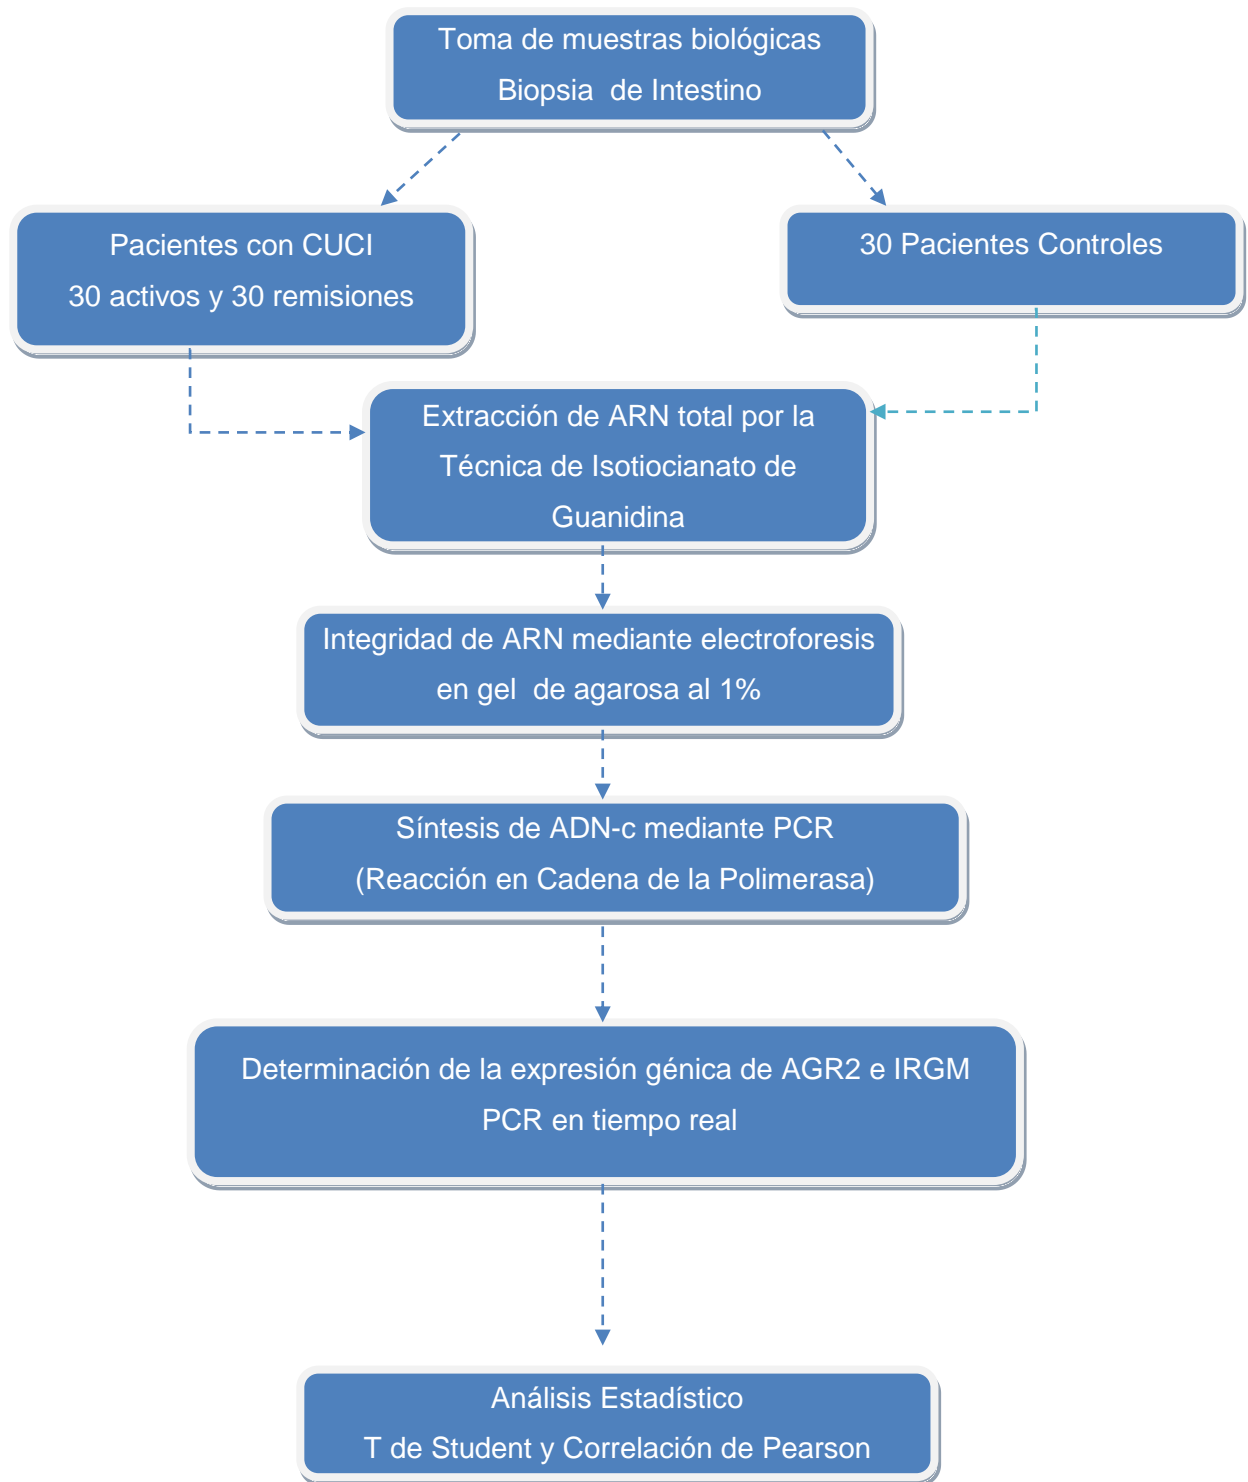 Toma de muestras biológicas
Biopsia de Intestino
Pacientes con CUCI
30 activos y 30 remisiones
30 Pacientes Controles
Extracción de ARN total por la
Técnica de Isotiocianato de
Guanidina
Integridad de ARN mediante electroforesis
en gel de agarosa al 1%
Síntesis de ADN-c mediante PCR
(Reacción en Cadena de la Polimerasa)
Determinación de la expresión génica de AGR2 e IRGM
PCR en tiempo real
Análisis Estadístico
T de Student y Correlación de Pearson